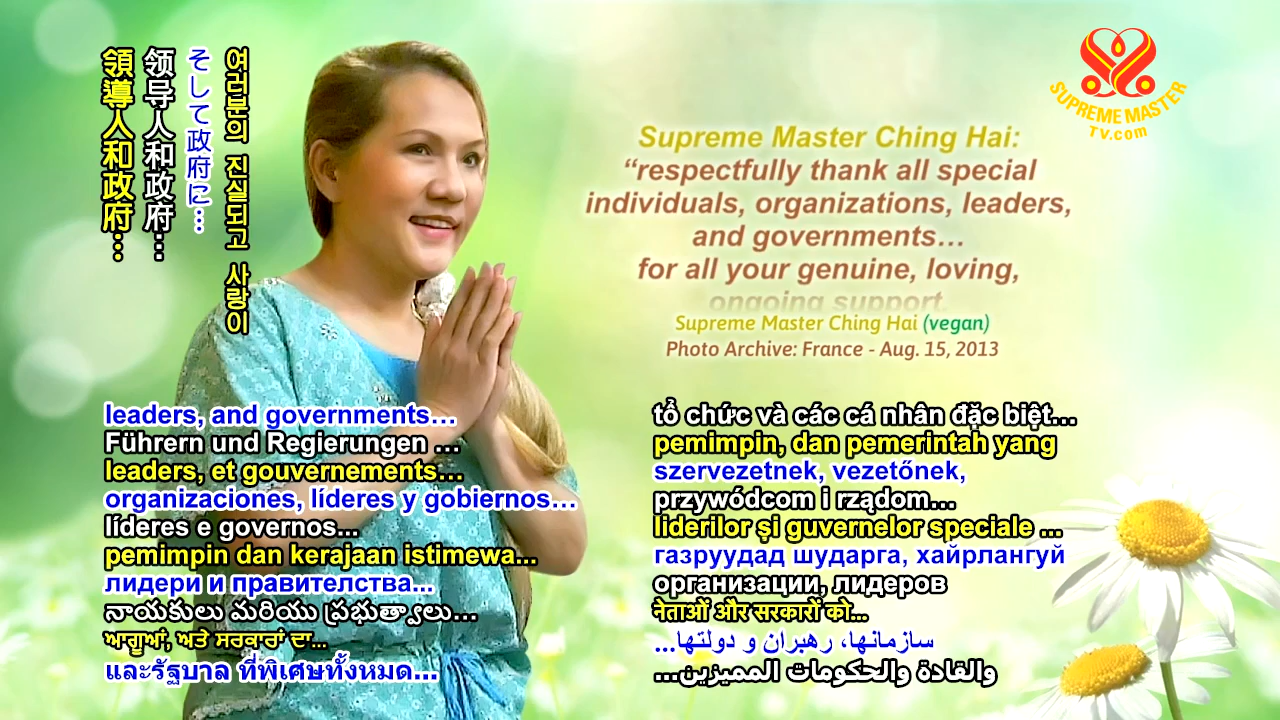 領導人和政府…
领导人和政府…
そして政府に…
여러분의 진실되고 사랑이
SUPREME MASTER
TV.com
Supreme Master Ching Hai:
“respectfully thank all special
individuals, organizations, leaders,
and governments…
for all your genuine, loving,
ongoing support.
Supreme Master Ching Hai (vegan)
Photo Archive: France - Aug. 15, 2013
leaders, and governments…
Führern und Regierungen …
leaders, et gouvernements…
organizaciones, líderes y gobiernos…
líderes e governos...
pemimpin dan kerajaan istimewa...
лидери и правителства...
నాయకులు మరియు ప్రభుత్వాలు...
ਆਗੂਆਂ, ਅਤੇ ਸਰਕਾਰਾਂ ਦਾ...
และรัฐบาล ที่พิเศษทั้งหมด...
tổ chức và các cá nhân đặc biệt...
pemimpin, dan pemerintah yang
szervezetnek, vezetőnek,
przywódcom i rządom...
liderilor și guvernelor speciale ...
газруудад шударга, хайрлангуй
организации, лидеров
नेताओं और सरकारों को...
سازمانها، رهبران و دولتها...
والقادة والحكومات المميزين...